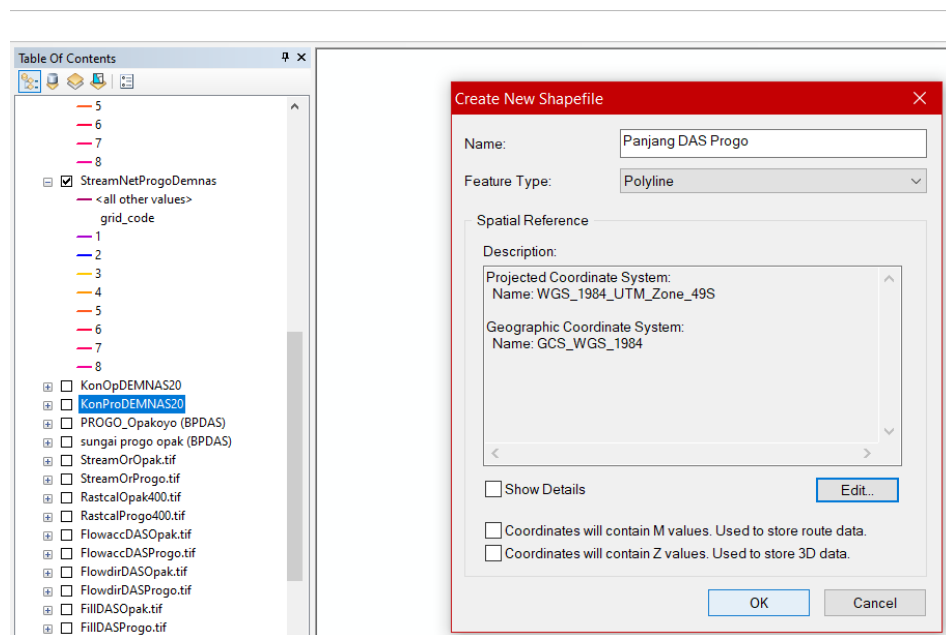 Table Of Contents
5
6
7
8
StreamNetProgoDemnas
<all other values>
grid_code
1
2
3
4
5
6
7
8
KonOpDEMNAS20
KonProDEMNAS20
PROGO_Opakoyo (BPDAS)
sungai progo opak (BPDAS)
StreamOrOpak.tif
StreamOrProgo.tif
RastcalOpak400.tif
RastcalProgo400.tif
FlowaccDASOpak.tif
FlowaccDASProgo.tif
FlowdirDASOpak.tif
FlowdirDASProgo.tif
FillDASOpak.tif
FillDASProgo.tif
Create New Shapefile
Name: Panjang DAS Progo
Feature Type: Polyline
Spatial Reference
Description:
Projected Coordinate System:
Name: WGS_1984_UTM_Zone_49S
Geographic Coordinate System:
Name: GCS_WGS_1984
Show Details Edit...
Coordinates will contain M values. Used to store route data.
Coordinates will contain Z values. Used to store 3D data.
OK Cancel